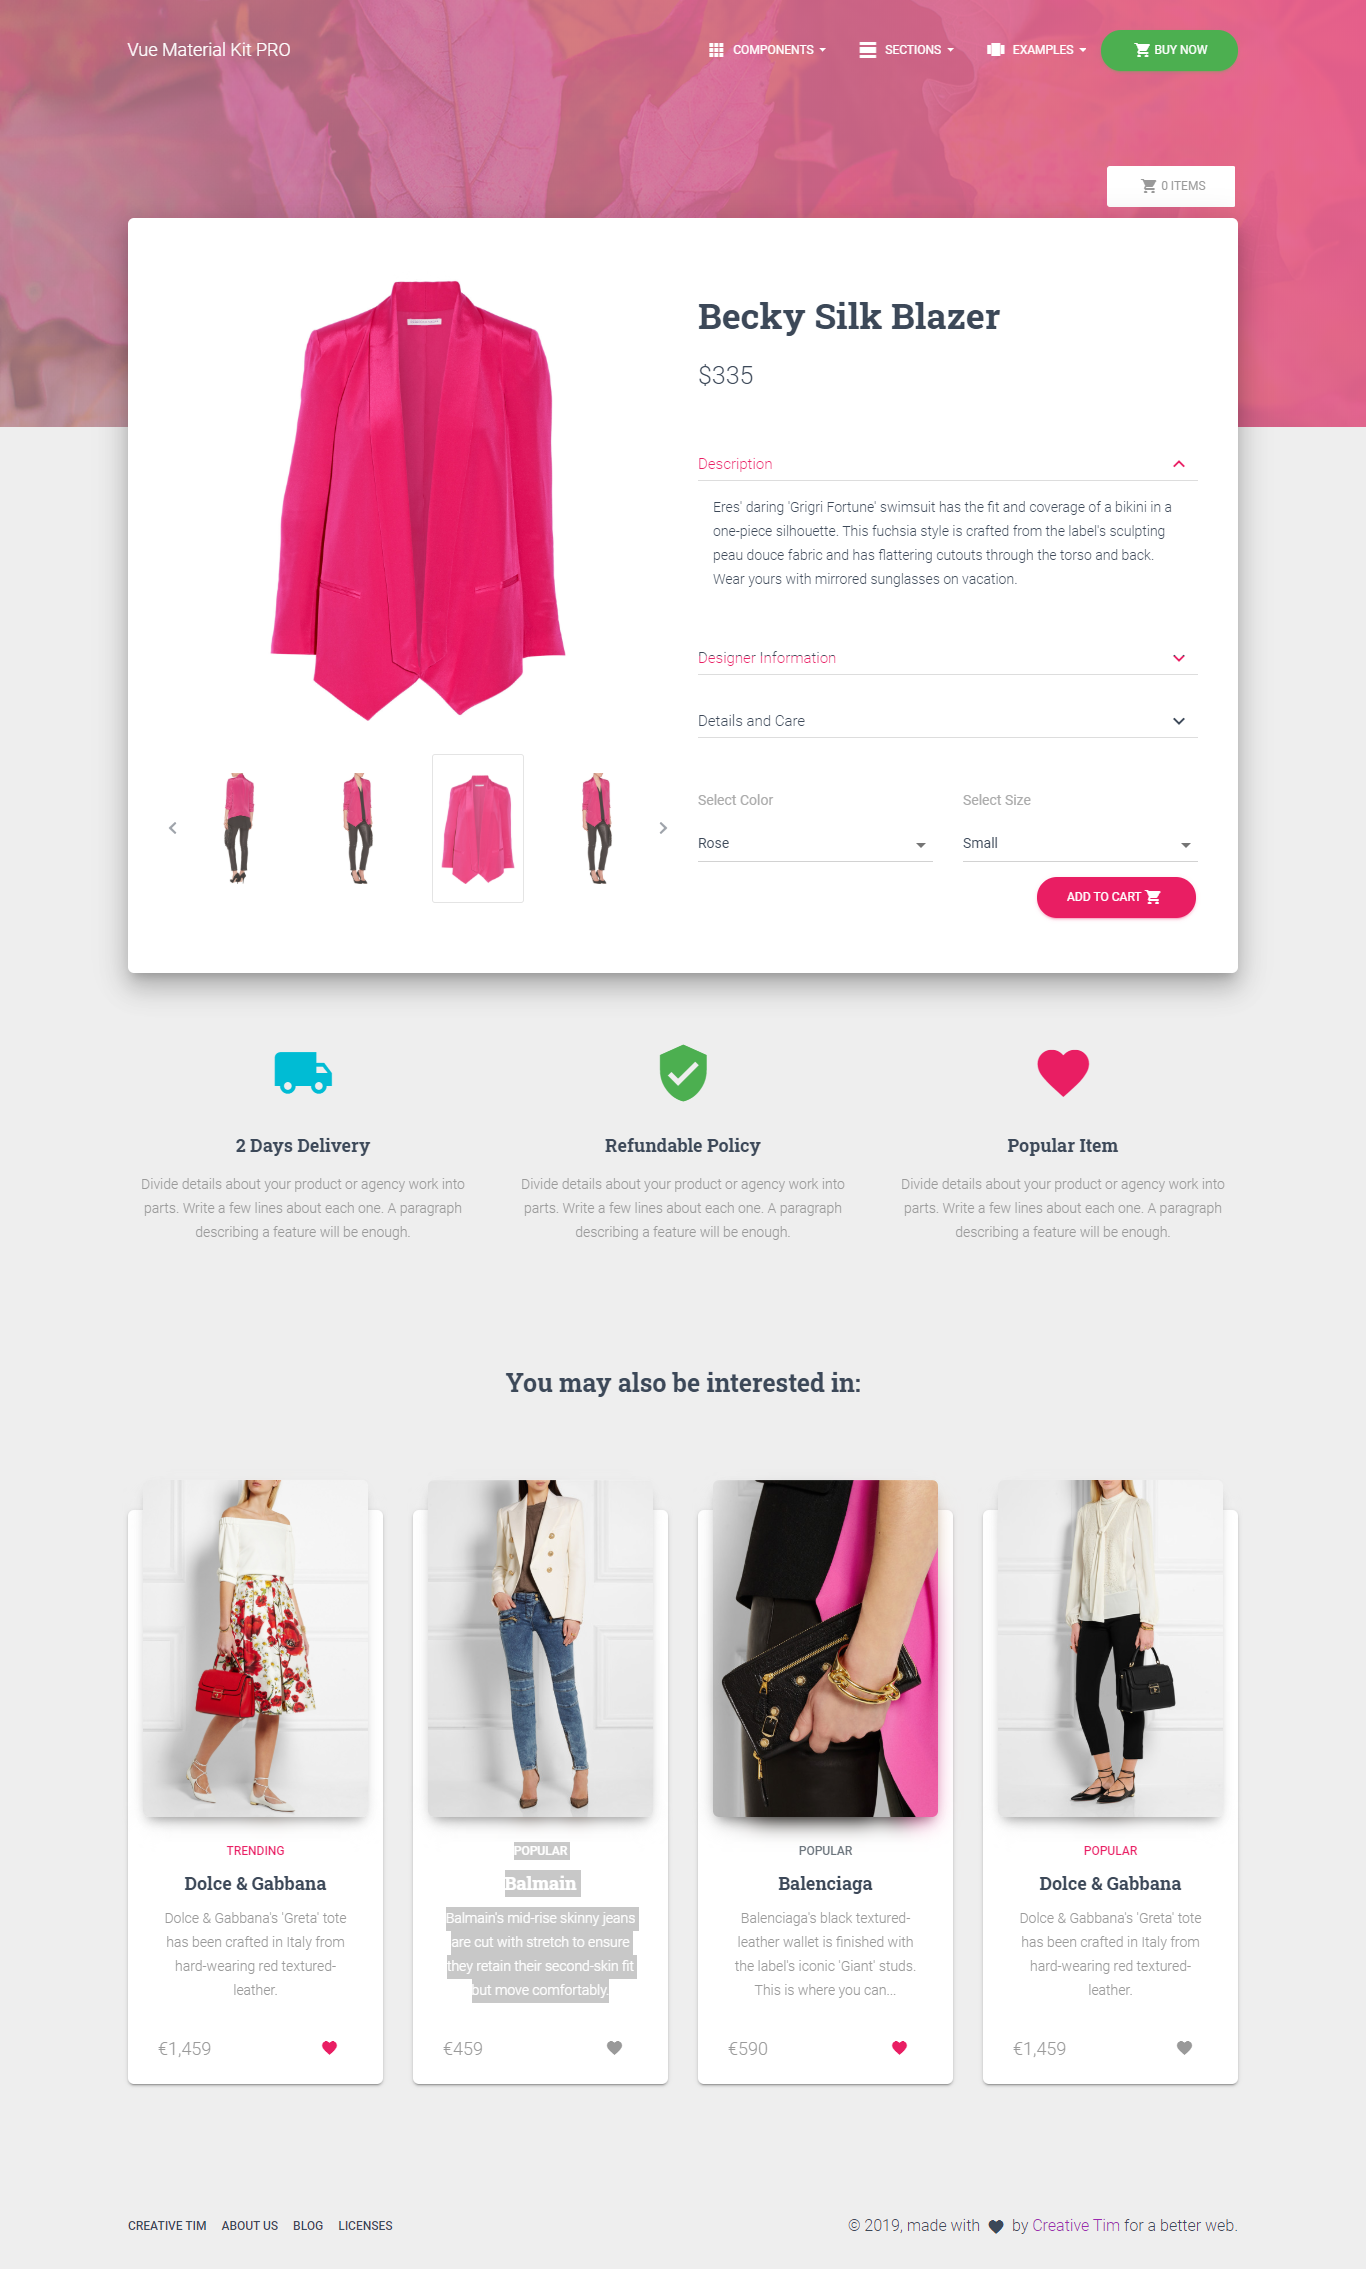 Vue Material Kit PRO
COMPONENTS
SECTIONS
EXAMPLES
BUY NOW
0 ITEMS
Becky Silk Blazer
$335
Description
Eres' daring 'Grigri Fortune' swimsuit has the fit and coverage of a bikini in a
one-piece silhouette. This fuchsia style is crafted from the label's sculpting
peau douce fabric and has flattering cutouts through the torso and back.
Wear yours with mirrored sunglasses on vacation.
Designer Information
Details and Care
Select Color
Select Size
Rose
Small
ADD TO CART
2 Days Delivery
Divide details about your product or agency work into
parts. Write a few lines about each one. A paragraph
describing a feature will be enough.
Refundable Policy
Divide details about your product or agency work into
parts. Write a few lines about each one. A paragraph
describing a feature will be enough.
Popular Item
Divide details about your product or agency work into
parts. Write a few lines about each one. A paragraph
describing a feature will be enough.
You may also be interested in:
TRENDING
Dolce & Gabbana
Dolce & Gabbana's 'Greta' tote
has been crafted in Italy from
hard-wearing red textured-
leather.
€1,459
POPULAR
Balmain
Balmain's mid-rise skinny jeans
are cut with stretch to ensure
they retain their second-skin fit
but move comfortably.
€459
POPULAR
Balenciaga
Balenciaga's black textured-
leather wallet is finished with
the label's iconic 'Giant' studs.
This is where you can...
€590
POPULAR
Dolce & Gabbana
Dolce & Gabbana's 'Greta' tote
has been crafted in Italy from
hard-wearing red textured-
leather.
€1,459
CREATIVE TIM
ABOUT US
BLOG
LICENSES
© 2019, made with by Creative Tim for a better web.